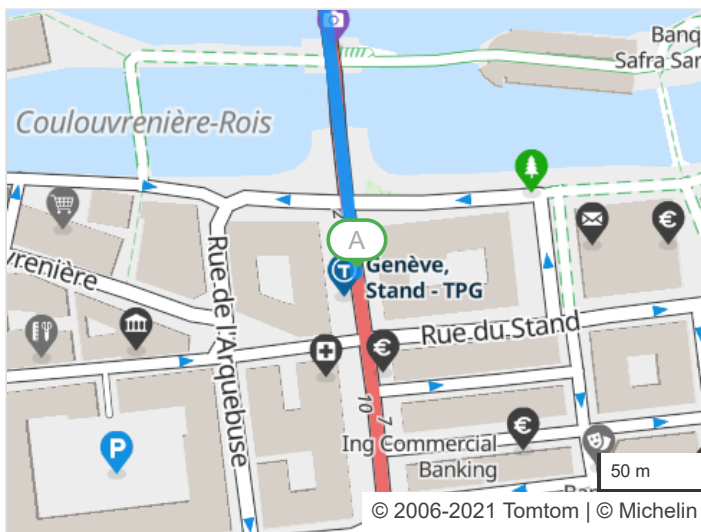 Banq
Safra Sar
Coulouvrenière-Rois
A
Genève,
Stand - TPG
vrenière
Rue de l'Arquebuse
Rue du Stand
7
10
Ing Commercial
Banking
P
50 m
© 2006-2021 Tomtom | © Michelin